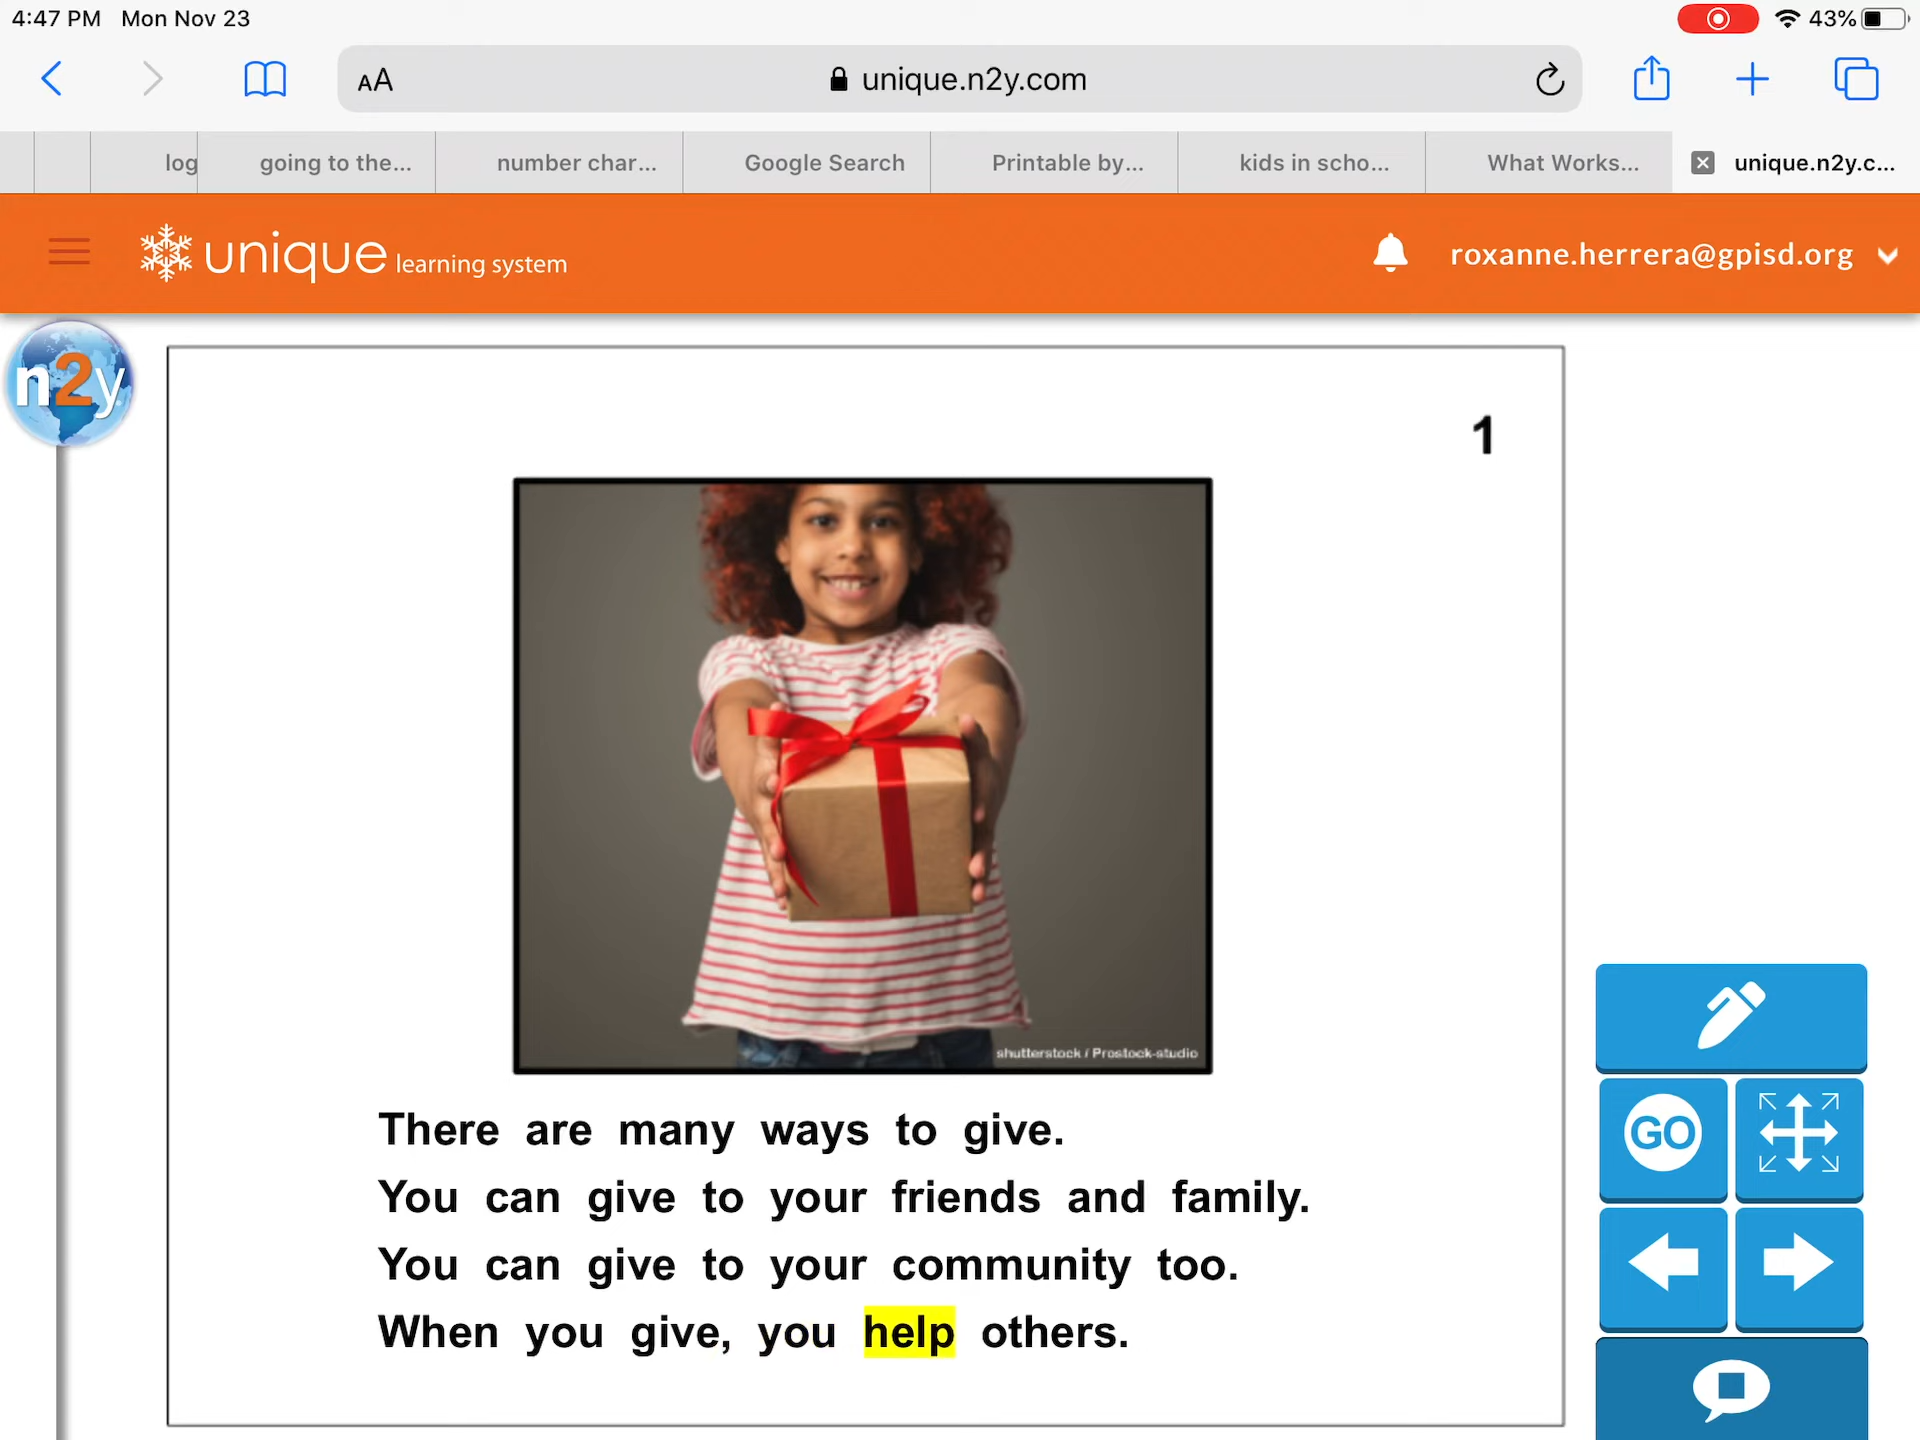 4:47 PM Mon Nov 23
43%
AA
unique.n2y.com
log
going to the...
number char...
Google Search
Printable by...
kids in scho...
What Works...
unique.n2y.c...
unique learning system
roxanne.herrera@gpisd.org
n2y
1
shutterstock / Prostock-studio
There are many ways to give.
You can give to your friends and family.
You can give to your community too.
When you give, you help others.
GO